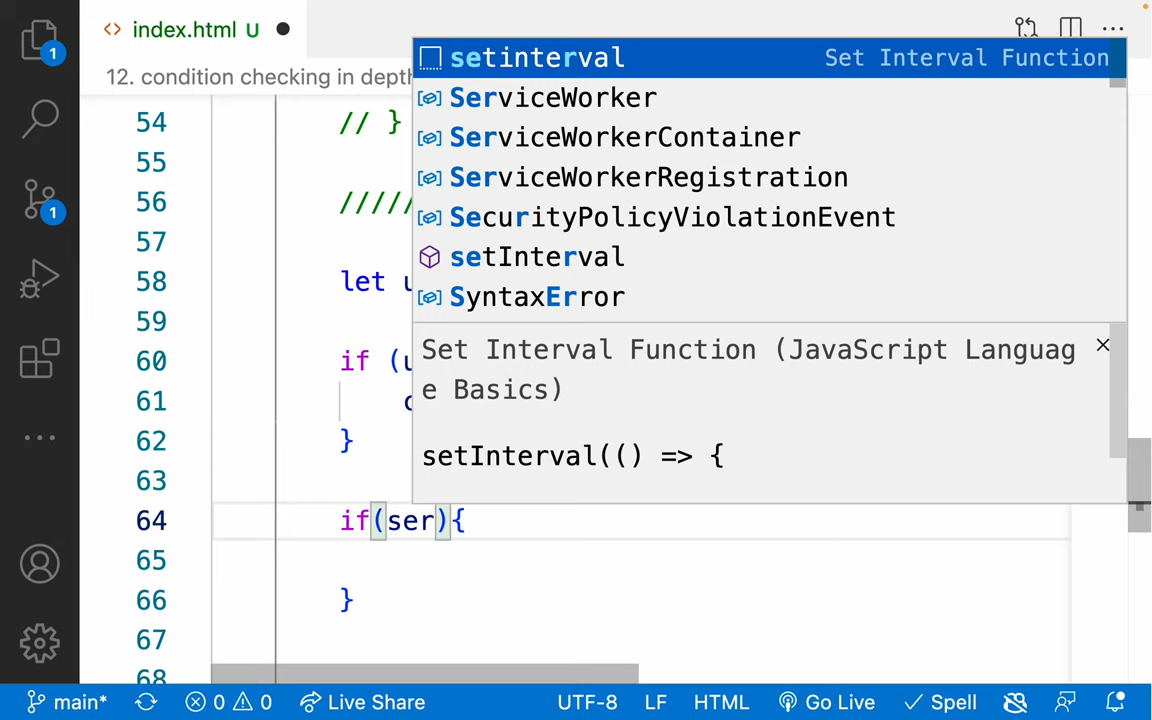 1
1
index.html U
12. condition checking in depth
54 // }
55
56 /////
57
58 let u
59
60 if (u
61 c
62 }
63
64 if(ser){
65
66 }
67
68
setinterval Set Interval Function
ServiceWorker
ServiceWorkerContainer
ServiceWorkerRegistration
SecurityPolicyViolationEvent
setInterval
SyntaxError
Set Interval Function (JavaScript Languag
e Basics)
setInterval(() => {
main* 0 0 Live Share UTF-8 LF HTML Go Live Spell